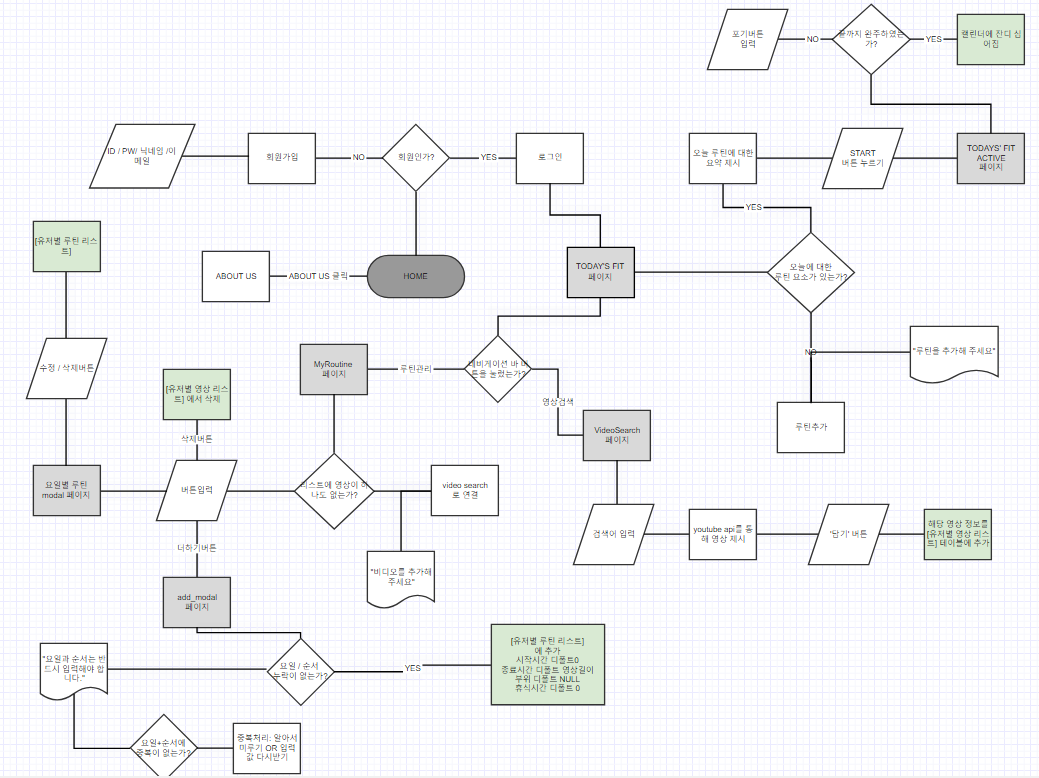 포기버튼
입력
NO
끝까지 완주하였는
가?
YES
캘린너에 잔디 심
어짐
ID / PW/ 닉네임 /이
메일
회원가입
NO
회원인가?
YES
로그인
오늘 루틴에 대한
요약 제시
START
버튼 누르기
TODAYS' FIT
ACTIVE
페이지
YES
[유저별 루틴 리스
트]
ABOUT US
ABOUT US 클릭
HOME
TODAY'S FIT
페이지
오늘에 대한
루틴 요소가 있는가?
수정 / 삭제버튼
MyRoutine
페이지
루틴관리
네비게이션 바 버
튼을 눌렀는가?
NO
"루틴을 추가해 주세요"
[유저별 영상 리스
트] 에서 삭제
영상검색
루틴추가
삭제버튼
VideoSearch
페이지
요일별 루틴
modal 페이지
버튼입력
리스트에 영상이 하
나도 없는가?
video search
로 연결
검색어 입력
youtube api를 통
해 영상 제시
'담기' 버튼
해당 영상 정보를
[유저별 영상 리스
트] 테이블에 추가
더하기버튼
"비디오를 추가해
주세요"
add_modal
페이지
"요일과 순서는 반
드시 입력해야 합
니다."
요일 / 순서
누락이 없는가?
YES
[유저별 루틴 리스트]
에 추가
시작시간 디폴트0
종료시간 디폴트 영상길이
부위 디폴트 NULL
휴식시간 디폴트 0
요일+순서에
중복이 없는가?
중복처리: 알아서
미루기 OR 입력
값 다시받기